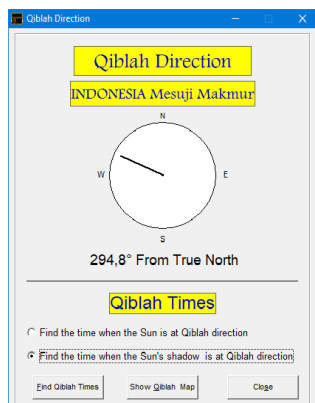 Qiblah Direction
Qiblah Direction
INDONESIA Mesuji Makmur
N
W E
S
294,8° From True North
Qiblah Times
Find the time when the Sun is at Qiblah direction
Find the time when the Sun's shadow is at Qiblah direction
Find Qiblah Times Show Qiblah Map Close